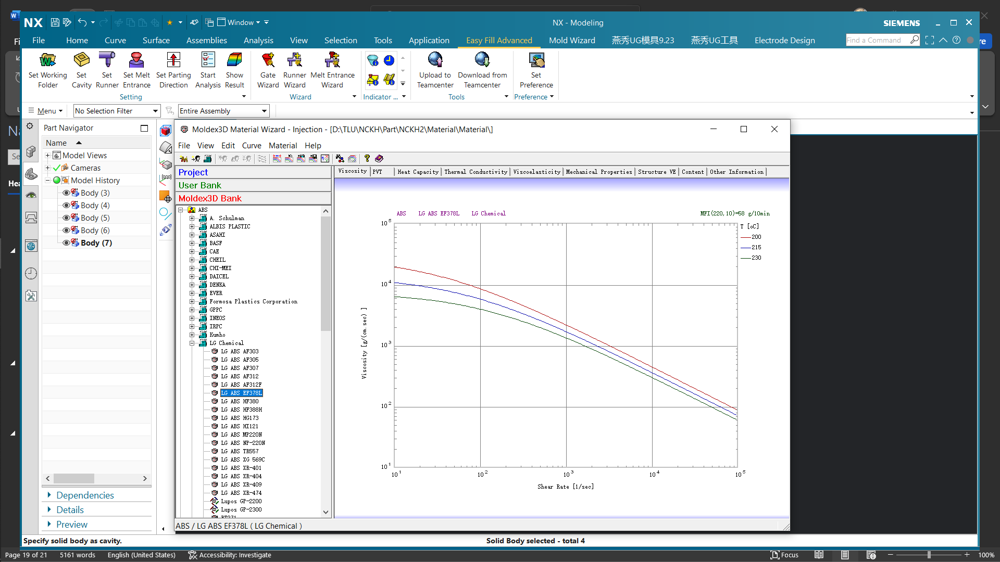 NX
Window
NX - Modeling
SIEMENS
File
Home
Curve
Surface
Assemblies
Analysis
View
Selection
Tools
Application
Easy Fill Advanced
Mold Wizard
燕秀UG模具9.23
燕秀UG工具
Electrode Design
Find a Command
Set Working Folder
Set Cavity
Set Runner
Set Melt Entrance
Set Parting Direction
Start Analysis
Show Result
Gate Wizard
Runner Wizard
Melt Entrance Wizard
Upload to Teamcenter
Download from Teamcenter
Set Preference
Setting
Wizard
Indicator ...
Tools
Preference
Menu
No Selection Filter
Entire Assembly
Part Navigator
Name
Model Views
Cameras
Model History
Body (3)
Body (4)
Body (5)
Body (6)
Body (7)
Dependencies
Details
Preview
Moldex3D Material Wizard - Injection - [D:\TLU\NCKH\Part\NCKH2\Material\Material\]
File
View
Edit
Curve
Material
Help
Project
User Bank
Moldex3D Bank
ABS
A. Schulman
ALBIS PLASTIC
ASAHI
BASF
CAE
CHEIL
CHI-MEI
DAICEL
DENKA
EVER
Formosa Plastics Corporation
GPPC
INEOS
IRPC
Kumho
LG Chemical
LG ABS AF303
LG ABS AF305
LG ABS AF307
LG ABS AF312
LG ABS AF312F
LG ABS EF378L
LG ABS HF380
LG ABS HF388H
LG ABS HG173
LG ABS HI121
LG ABS MP220N
LG ABS NP-220N
LG ABS TR557
LG ABS XG 569C
LG ABS XR-401
LG ABS XR-404
LG ABS XR-409
LG ABS XR-474
Lupos GP-2200
Lupos GP-2300
Viscosity
PVT
Heat Capacity
Thermal Conductivity
Viscoelasticity
Mechanical Properties
Structure VE
Content
Other Information
ABS LG ABS EF378L LG Chemical
MFI(220,10)=58 g/10min
T [oC]
200
215
230
10^5
10^4
10^3
10^2
10^1
Viscosity [g/(cm.sec) ]
10^1 10^2 10^3 10^4 10^5
Shear Rate [1/sec]
ABS / LG ABS EF378L ( LG Chemical )
Specify solid body as cavity.
Solid Body selected - total 4
Page 19 of 21
5161 words
English (United States)
Accessibility: Investigate
Focus
100%